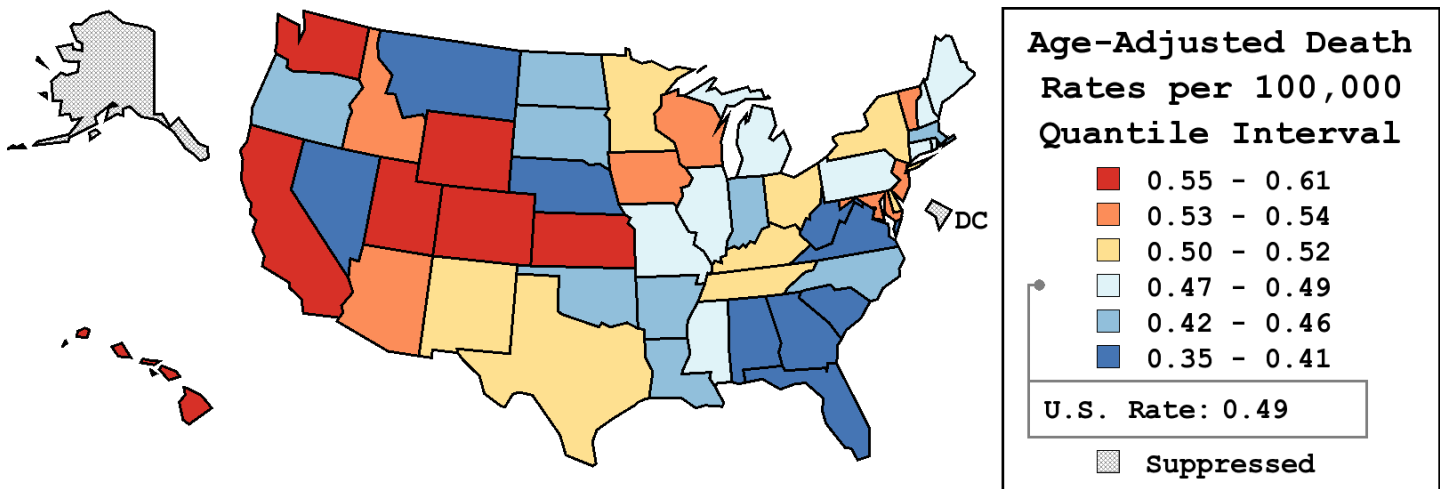 Age-Adjusted Death
Rates per 100,000
Quantile Interval
0.55 - 0.61
0.53 - 0.54
0.50 - 0.52
0.47 - 0.49
0.42 - 0.46
0.35 - 0.41
U.S. Rate: 0.49
Suppressed
DC